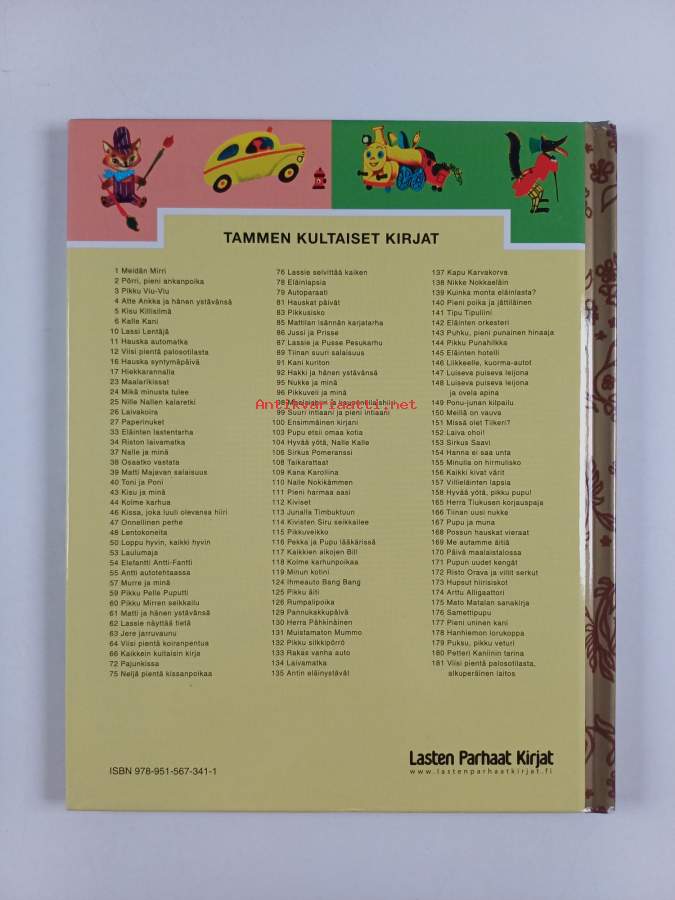 TAMMEN KULTAISET KIRJAT
1 Meidän Mirri
2 Pörri, pieni ankanpoika
3 Pikku Viu-Viu
4 Atte Ankka ja hänen ystävänsä
5 Kisu Killisilmä
6 Kalle Kani
10 Lassi Lentäjä
11 Hauska automatka
12 Viisi pientä palosotilasta
16 Hauska syntymäpäivä
17 Hiekkarannalla
23 Maalarikissat
24 Mikä minusta tulee
25 Nille Nallen kalaretki
26 Laivakoira
27 Paperinuket
33 Eläinten lastentarha
34 Riston laivamatka
37 Nalle ja minä
38 Osaatko vastata
39 Matti Majavan salaisuus
40 Toni ja Poni
43 Kisu ja minä
44 Kolme karhua
46 Kissa, joka luuli olevansa hiiri
47 Onnellinen perhe
48 Lentokoneita
50 Loppu hyvin, kaikki hyvin
53 Laulumaja
54 Elefantti Antti-Fantti
55 Antti autotehtaassa
57 Murre ja minä
59 Pikku Pelle Puputti
60 Pikku Mirren seikkailu
61 Matti ja hänen ystävänsä
62 Lassie näyttää tietä
63 Jere jarruvaunu
64 Viisi pientä koiranpentua
66 Kaikkein kultaisin kirja
72 Pajunkissa
75 Neljä pientä kissanpoikaa
76 Lassie selvittää kaiken
78 Eläinlapsia
79 Autoparaati
81 Hauskat päivät
83 Pikkusisko
85 Mattilan isännän karjatarha
86 Jussi ja Prisse
87 Lassie ja Pusse Pesukarhu
89 Tiinan suuri salaisuus
91 Kani kuriton
92 Hakki ja hänen ystävänsä
95 Nukke ja minä
96 Pikkuveli ja minä
98 Maalaishiiri ja kaupunkilaishiiri
99 Suuri intiaani ja pieni intiaani
100 Ensimmäinen kirjani
103 Pupu etsii omaa kotia
104 Hyvää yötä, Nalle Kalle
106 Sirkus Pomeranssi
108 Taikarattaat
109 Kana Karoliina
110 Nalle Nokikämmen
111 Pieni harmaa aasi
112 Kiviset
113 Junalla Timbuktuun
114 Kivisten Siru seikkailee
115 Pikkuveikko
116 Pekka ja Pupu lääkärissä
117 Kaikkien aikojen Bill
118 Kolme karhunpoikaa
119 Minun kotini
124 Ihmeauto Bang Bang
125 Pikku äiti
126 Rumpalipoika
129 Pannukakkupäivä
130 Herra Pähkinäinen
131 Muistamaton Mummo
132 Pikku silkkipörrö
133 Rakas vanha auto
134 Laivamatka
135 Antin eläinystävät
137 Kapu Karvakorva
138 Nikke Nokkaeläin
139 Kuinka monta eläinlasta?
140 Pieni poika ja jättiläinen
141 Tipu Tipuliini
142 Eläinten orkesteri
143 Puhku, pieni punainen hinaaja
144 Pikku Punahilkka
145 Eläinten hotelli
146 Liikkeelle, kuorma-autot
147 Luiseva puiseva leijona
148 Luiseva puiseva leijona
ja ovela apina
149 Ponu-junan kilpailu
150 Meillä on vauva
151 Missä olet Tiikeri?
152 Laiva ohoi!
153 Sirkus Saavi
154 Hanna ei saa unta
155 Minulla on hirmulisko
156 Kaikki kivat värit
157 Villieläinten lapsia
158 Hyvää yötä, pikku pupu!
165 Herra Tiukusen korjauspaja
166 Tiinan uusi nukke
167 Pupu ja muna
168 Possun hauskat vieraat
169 Me autamme äitiä
170 Päivä maalaistalossa
171 Pupun uudet kengät
172 Risto Orava ja villit serkut
173 Hupsut hiirisiskot
174 Arttu Alligaattori
175 Mato Matalan sanakirja
176 Samettipupu
177 Pieni uninen kani
178 Hanhiemon lorukoppa
179 Puksu, pikku veturi
180 Petteri Kaniinin tarina
181 Viisi pientä palosotilasta,
alkuperäinen laitos
Antikvariaatti.net
ISBN 978-951-567-341-1
Lasten Parhaat Kirjat
www.lastenparhaatkirjat.fi